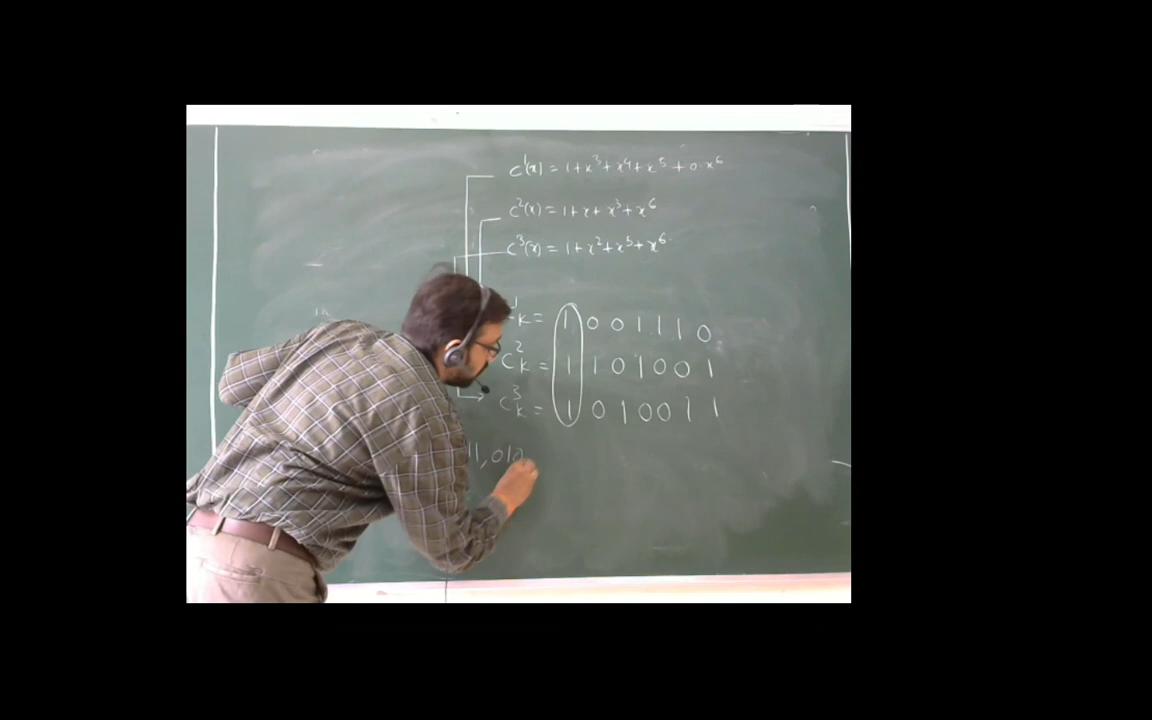 c¹(x) = 1+x³+x⁴+x⁵+0·x⁶
c²(x) = 1+x+x³+x⁶
c³(x) = 1+x²+x⁵+x⁶
¹k = 1 0 0 1 1 1 0
c²k = 1 1 0 1 0 0 1
c³k = 1 0 1 0 0 1 1
11,010